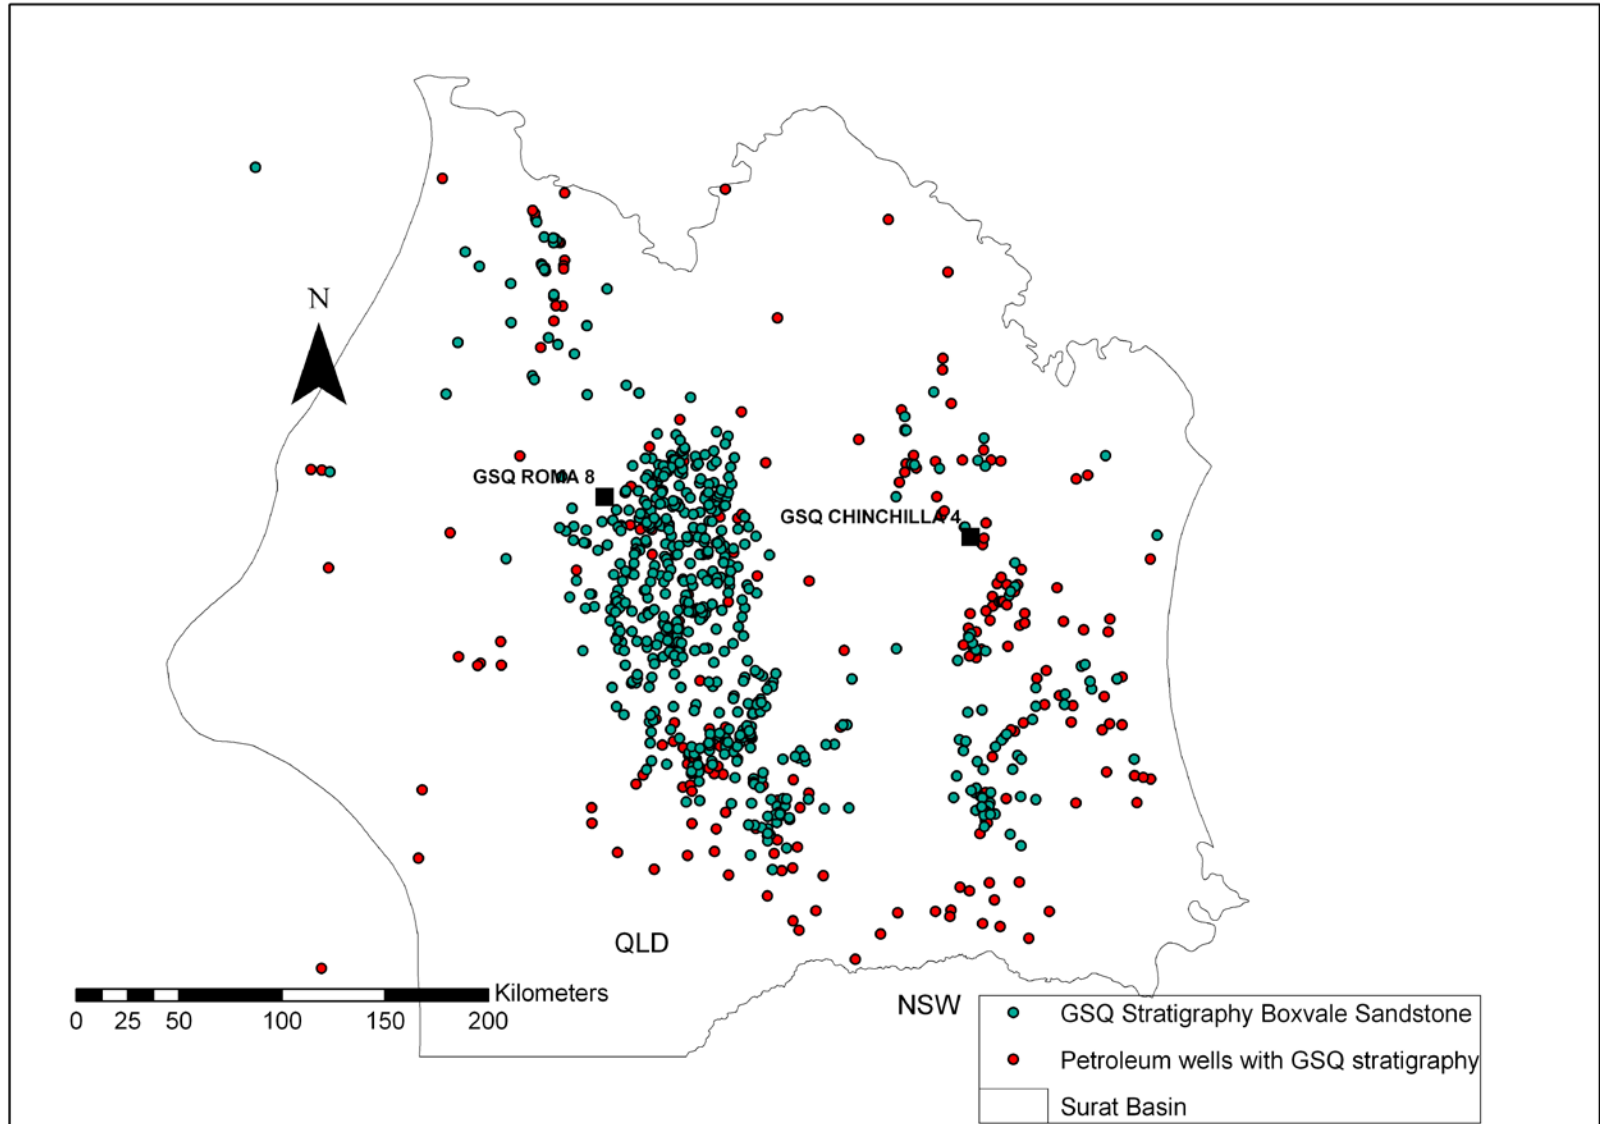 N
GSQ ROMA 8
GSQ CHINCHILLA 4
QLD
Kilometers
0 25 50 100 150 200
NSW
GSQ Stratigraphy Boxvale Sandstone
Petroleum wells with GSQ stratigraphy
Surat Basin